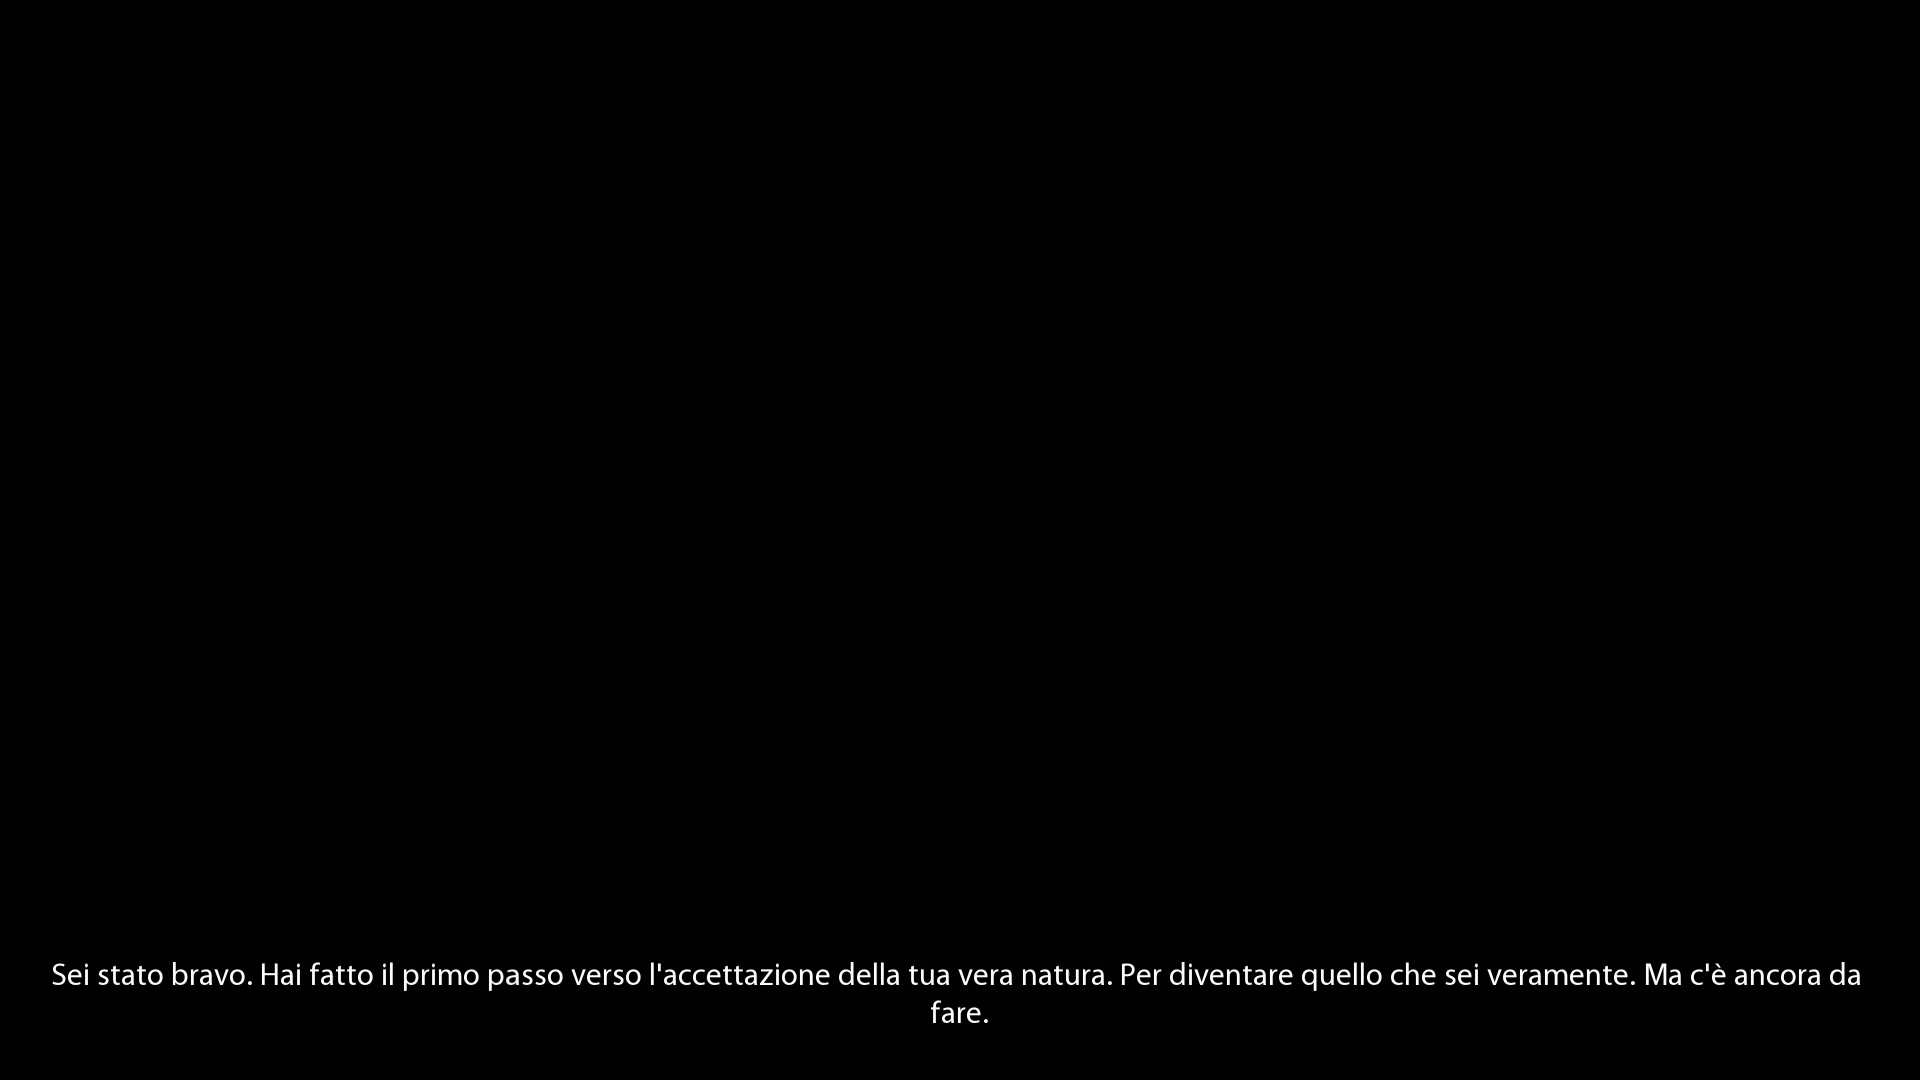 Sei stato bravo. Hai fatto il primo passo verso l'accettazione della tua vera natura. Per diventare quello che sei veramente. Ma c'è ancora da
fare.